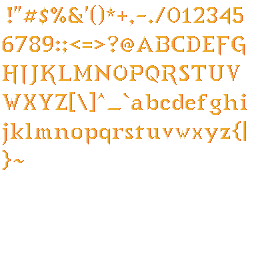 !"#$%&'()*+,-./012345
6789:;<=>?@ABCDEFG
HIJKLMNOPQRSTUV
WXYZ[\]^_`abcdefghi
jklmnopqrstuvwxyz{|
}~